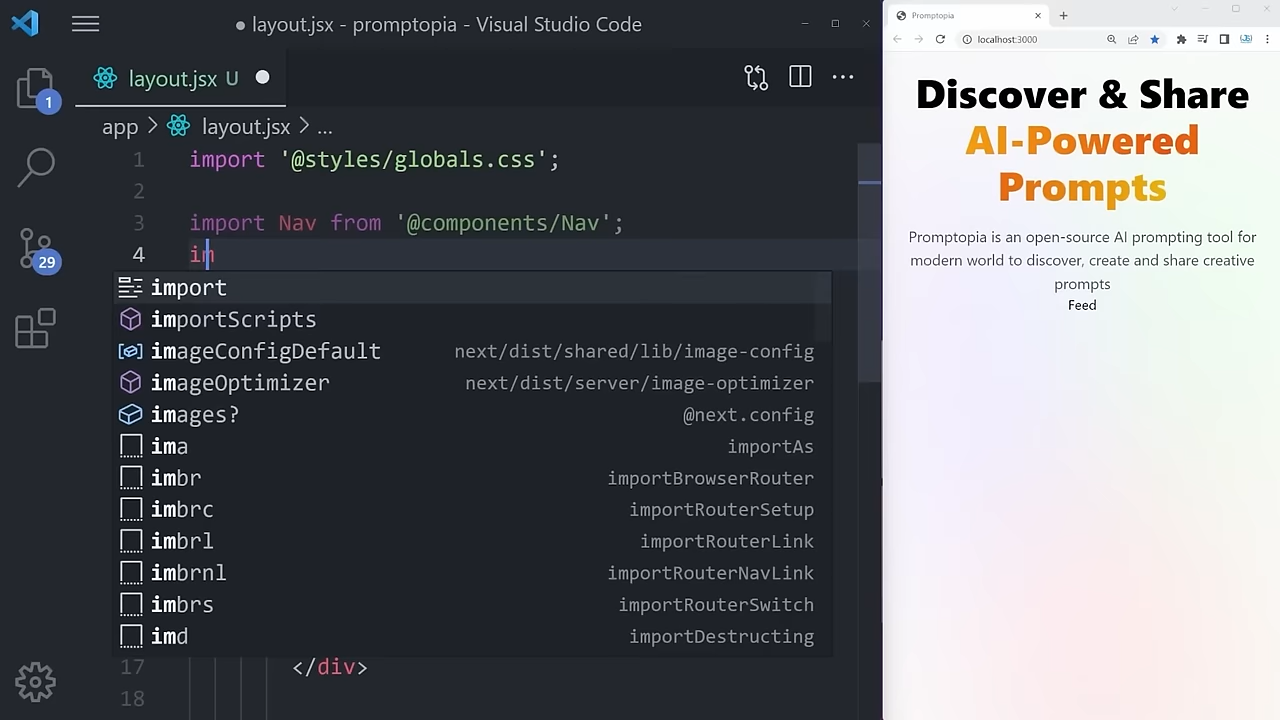 layout.jsx - promptopia - Visual Studio Code
layout.jsx U
1
29
app > layout.jsx > ...
1 import '@styles/globals.css';
2
3 import Nav from '@components/Nav';
4 im
import
importScripts
imageConfigDefault next/dist/shared/lib/image-config
imageOptimizer next/dist/server/image-optimizer
images? @next.config
ima importAs
imbr importBrowserRouter
imbrc importRouterSetup
imbrl importRouterLink
imbrnl importRouterNavLink
imbrs importRouterSwitch
imd importDestructing
17 </div>
18
Promptopia
localhost:3000
Discover & Share
AI-Powered
Prompts
Promptopia is an open-source AI prompting tool for
modern world to discover, create and share creative
prompts
Feed